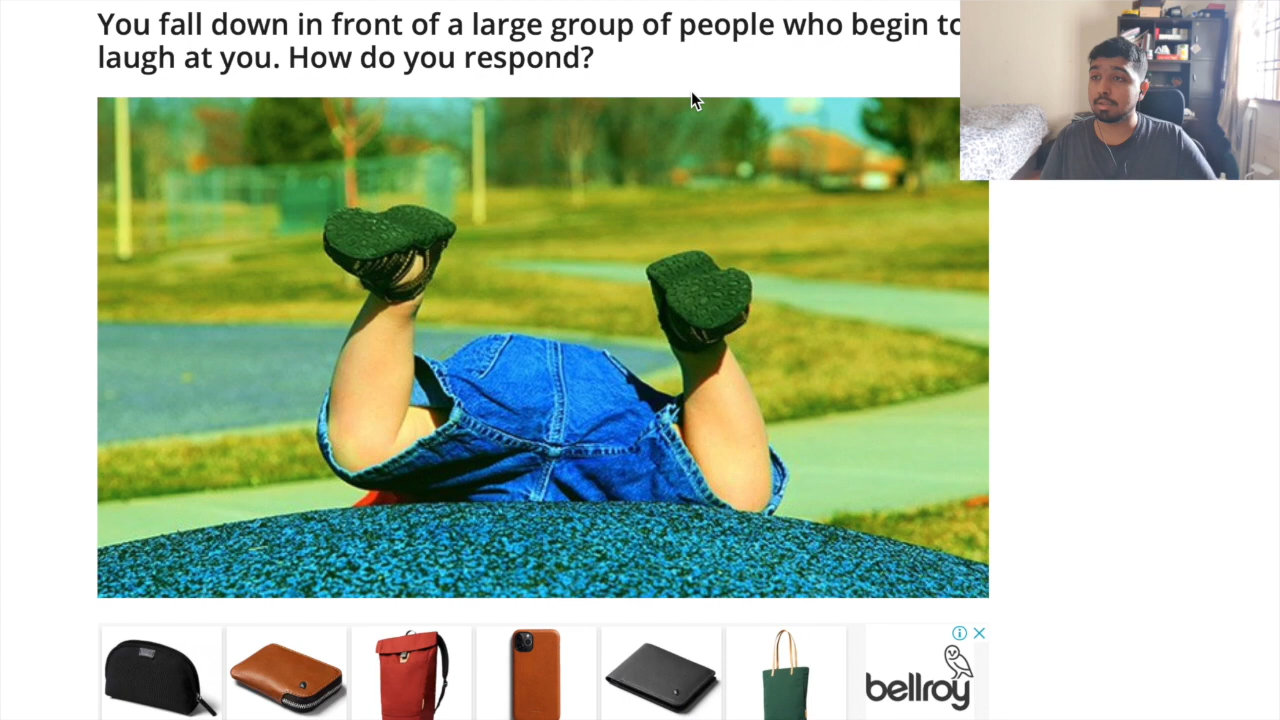 You fall down in front of a large group of people who begin to
laugh at you. How do you respond?
bellroy